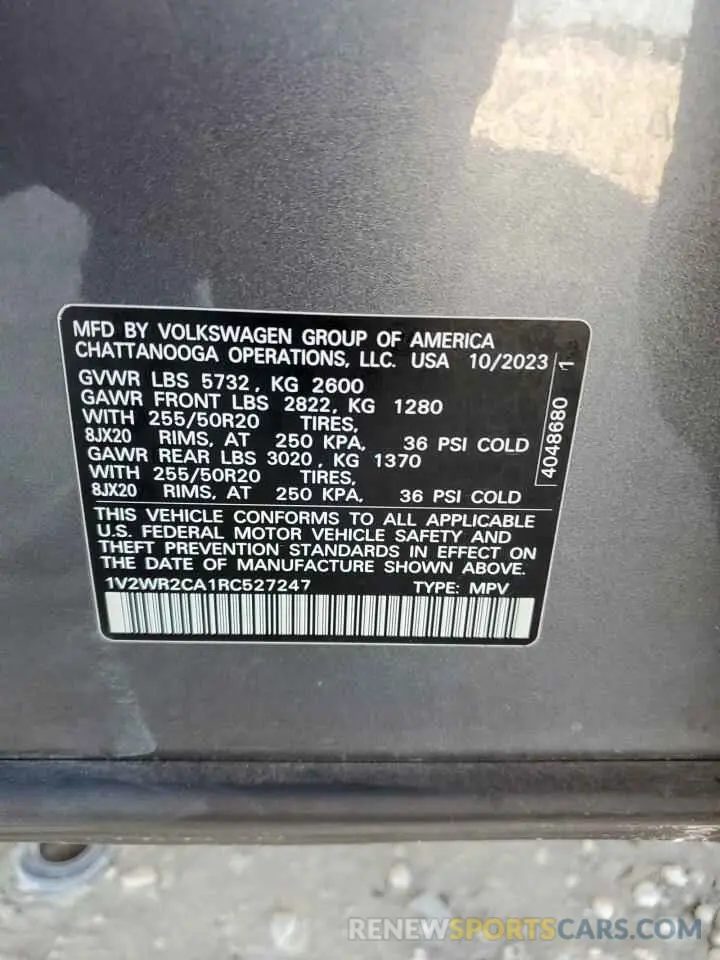 MFD BY VOLKSWAGEN GROUP OF AMERICA
CHATTANOOGA OPERATIONS, LLC. USA 10/2023
GVWR LBS 5732, KG 2600
GAWR FRONT LBS 2822, KG 1280
WITH 255/50R20 TIRES,
8JX20 RIMS, AT 250 KPA, 36 PSI COLD
GAWR REAR LBS 3020, KG 1370
WITH 255/50R20 TIRES,
8JX20 RIMS, AT 250 KPA, 36 PSI COLD
4048680 1
THIS VEHICLE CONFORMS TO ALL APPLICABLE
U.S. FEDERAL MOTOR VEHICLE SAFETY AND
THEFT PREVENTION STANDARDS IN EFFECT ON
THE DATE OF MANUFACTURE SHOWN ABOVE.
1V2WR2CA1RC527247 TYPE: MPV
RENEWSPORTSCARS.COM